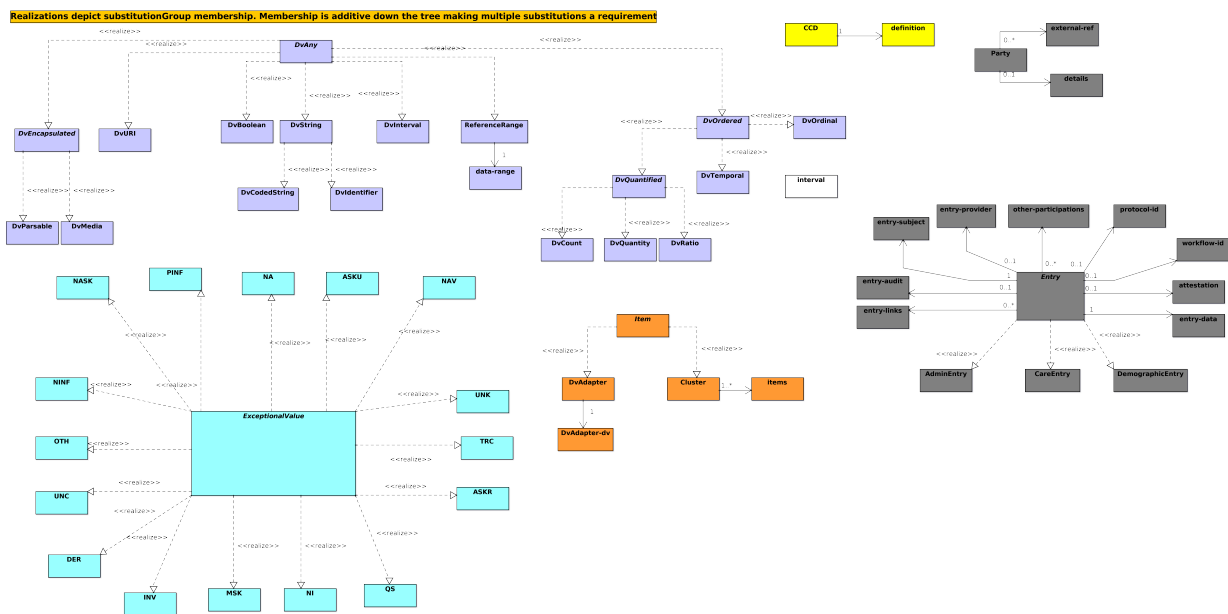 Realizations depict substitutionGroup membership. Membership is additive down the tree making multiple substitutions a requirement
DvAny
<<realize>>
<<realize>>
<<realize>>
<<realize>>
<<realize>>
<<realize>>
<<realize>>
<<realize>>
DvEncapsulated
DvURI
DvBoolean
DvString
DvInterval
ReferenceRange
1
data-range
DvOrdered
<<realize>>
<<realize>>
<<realize>>
DvOrdinal
DvTemporal
<<realize>>
<<realize>>
DvParsable
DvMedia
<<realize>>
<<realize>>
DvCodedString
DvIdentifier
DvQuantified
<<realize>>
<<realize>>
<<realize>>
DvCount
DvQuantity
DvRatio
interval
CCD
1
definition
Party
0..*
external-ref
0..1
details
entry-subject
entry-provider
other-participations
protocol-id
workflow-id
entry-audit
attestation
entry-links
entry-data
Entry
0..1
0..*
0..1
1
0..1
0..1
0..1
0..*
1
<<realize>>
<<realize>>
<<realize>>
AdminEntry
CareEntry
DemographicEntry
NASK
PINF
NA
ASKU
NAV
<<realize>>
<<realize>>
<<realize>>
<<realize>>
<<realize>>
NINF
<<realize>>
UNK
<<realize>>
ExceptionalValue
OTH
<<realize>>
TRC
<<realize>>
UNC
<<realize>>
ASKR
<<realize>>
DER
<<realize>>
INV
<<realize>>
MSK
<<realize>>
NI
<<realize>>
QS
<<realize>>
Item
<<realize>>
<<realize>>
DvAdapter
Cluster
1..*
items
1
DvAdapter-dv